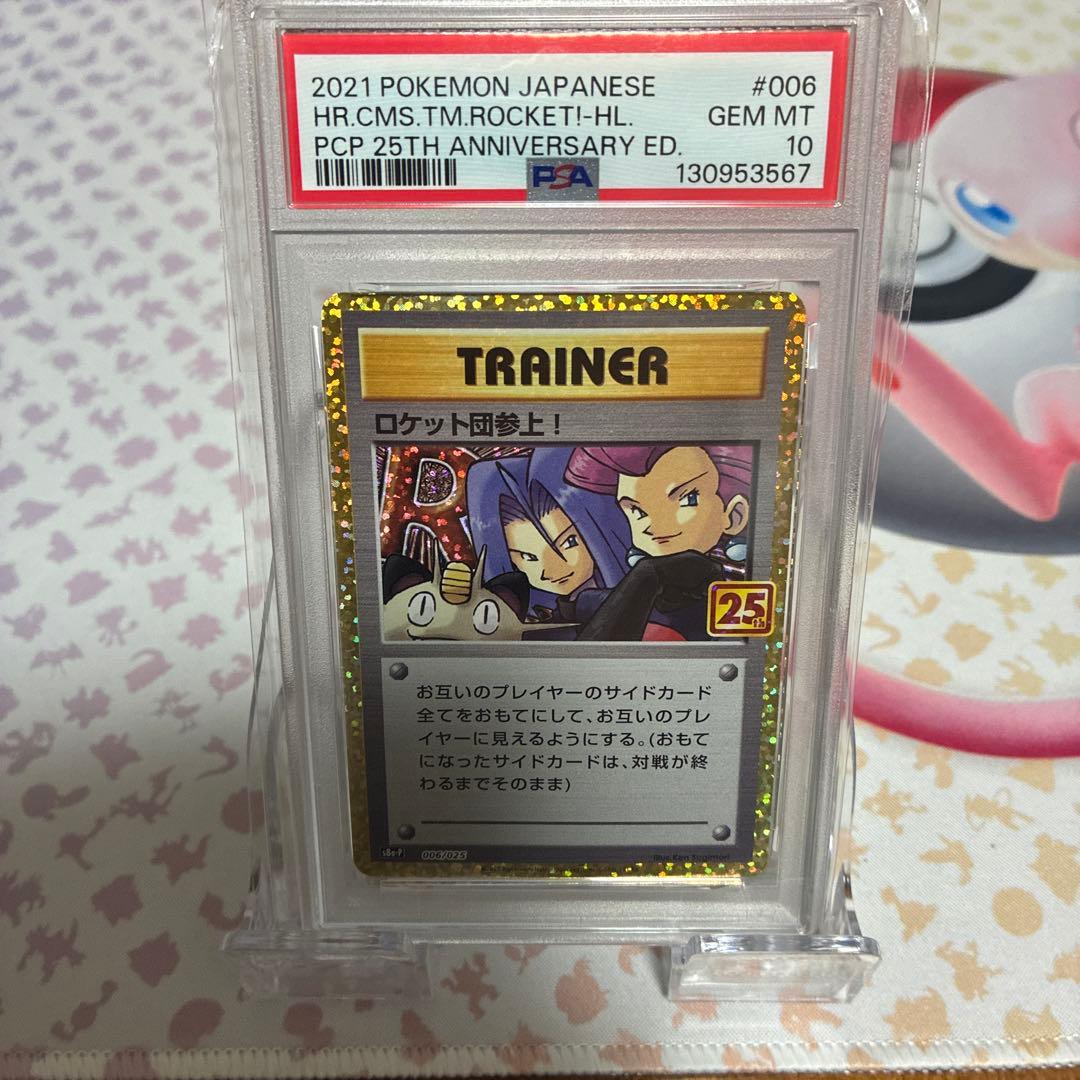 2021 POKEMON JAPANESE #006
HR.CMS.TM.ROCKET!-HL. GEM MT
PCP 25TH ANNIVERSARY ED. 10
PSA 130953567
TRAINER
ロケット団参上!
R
25th
お互いのプレイヤーのサイドカード
全てをおもてにして、お互いのプレ
イヤーに見えるようにする。(おもて
になったサイドカードは、対戦が終
わるまでそのまま)
s8a-P 006/025 Illus. Ken Sugimori